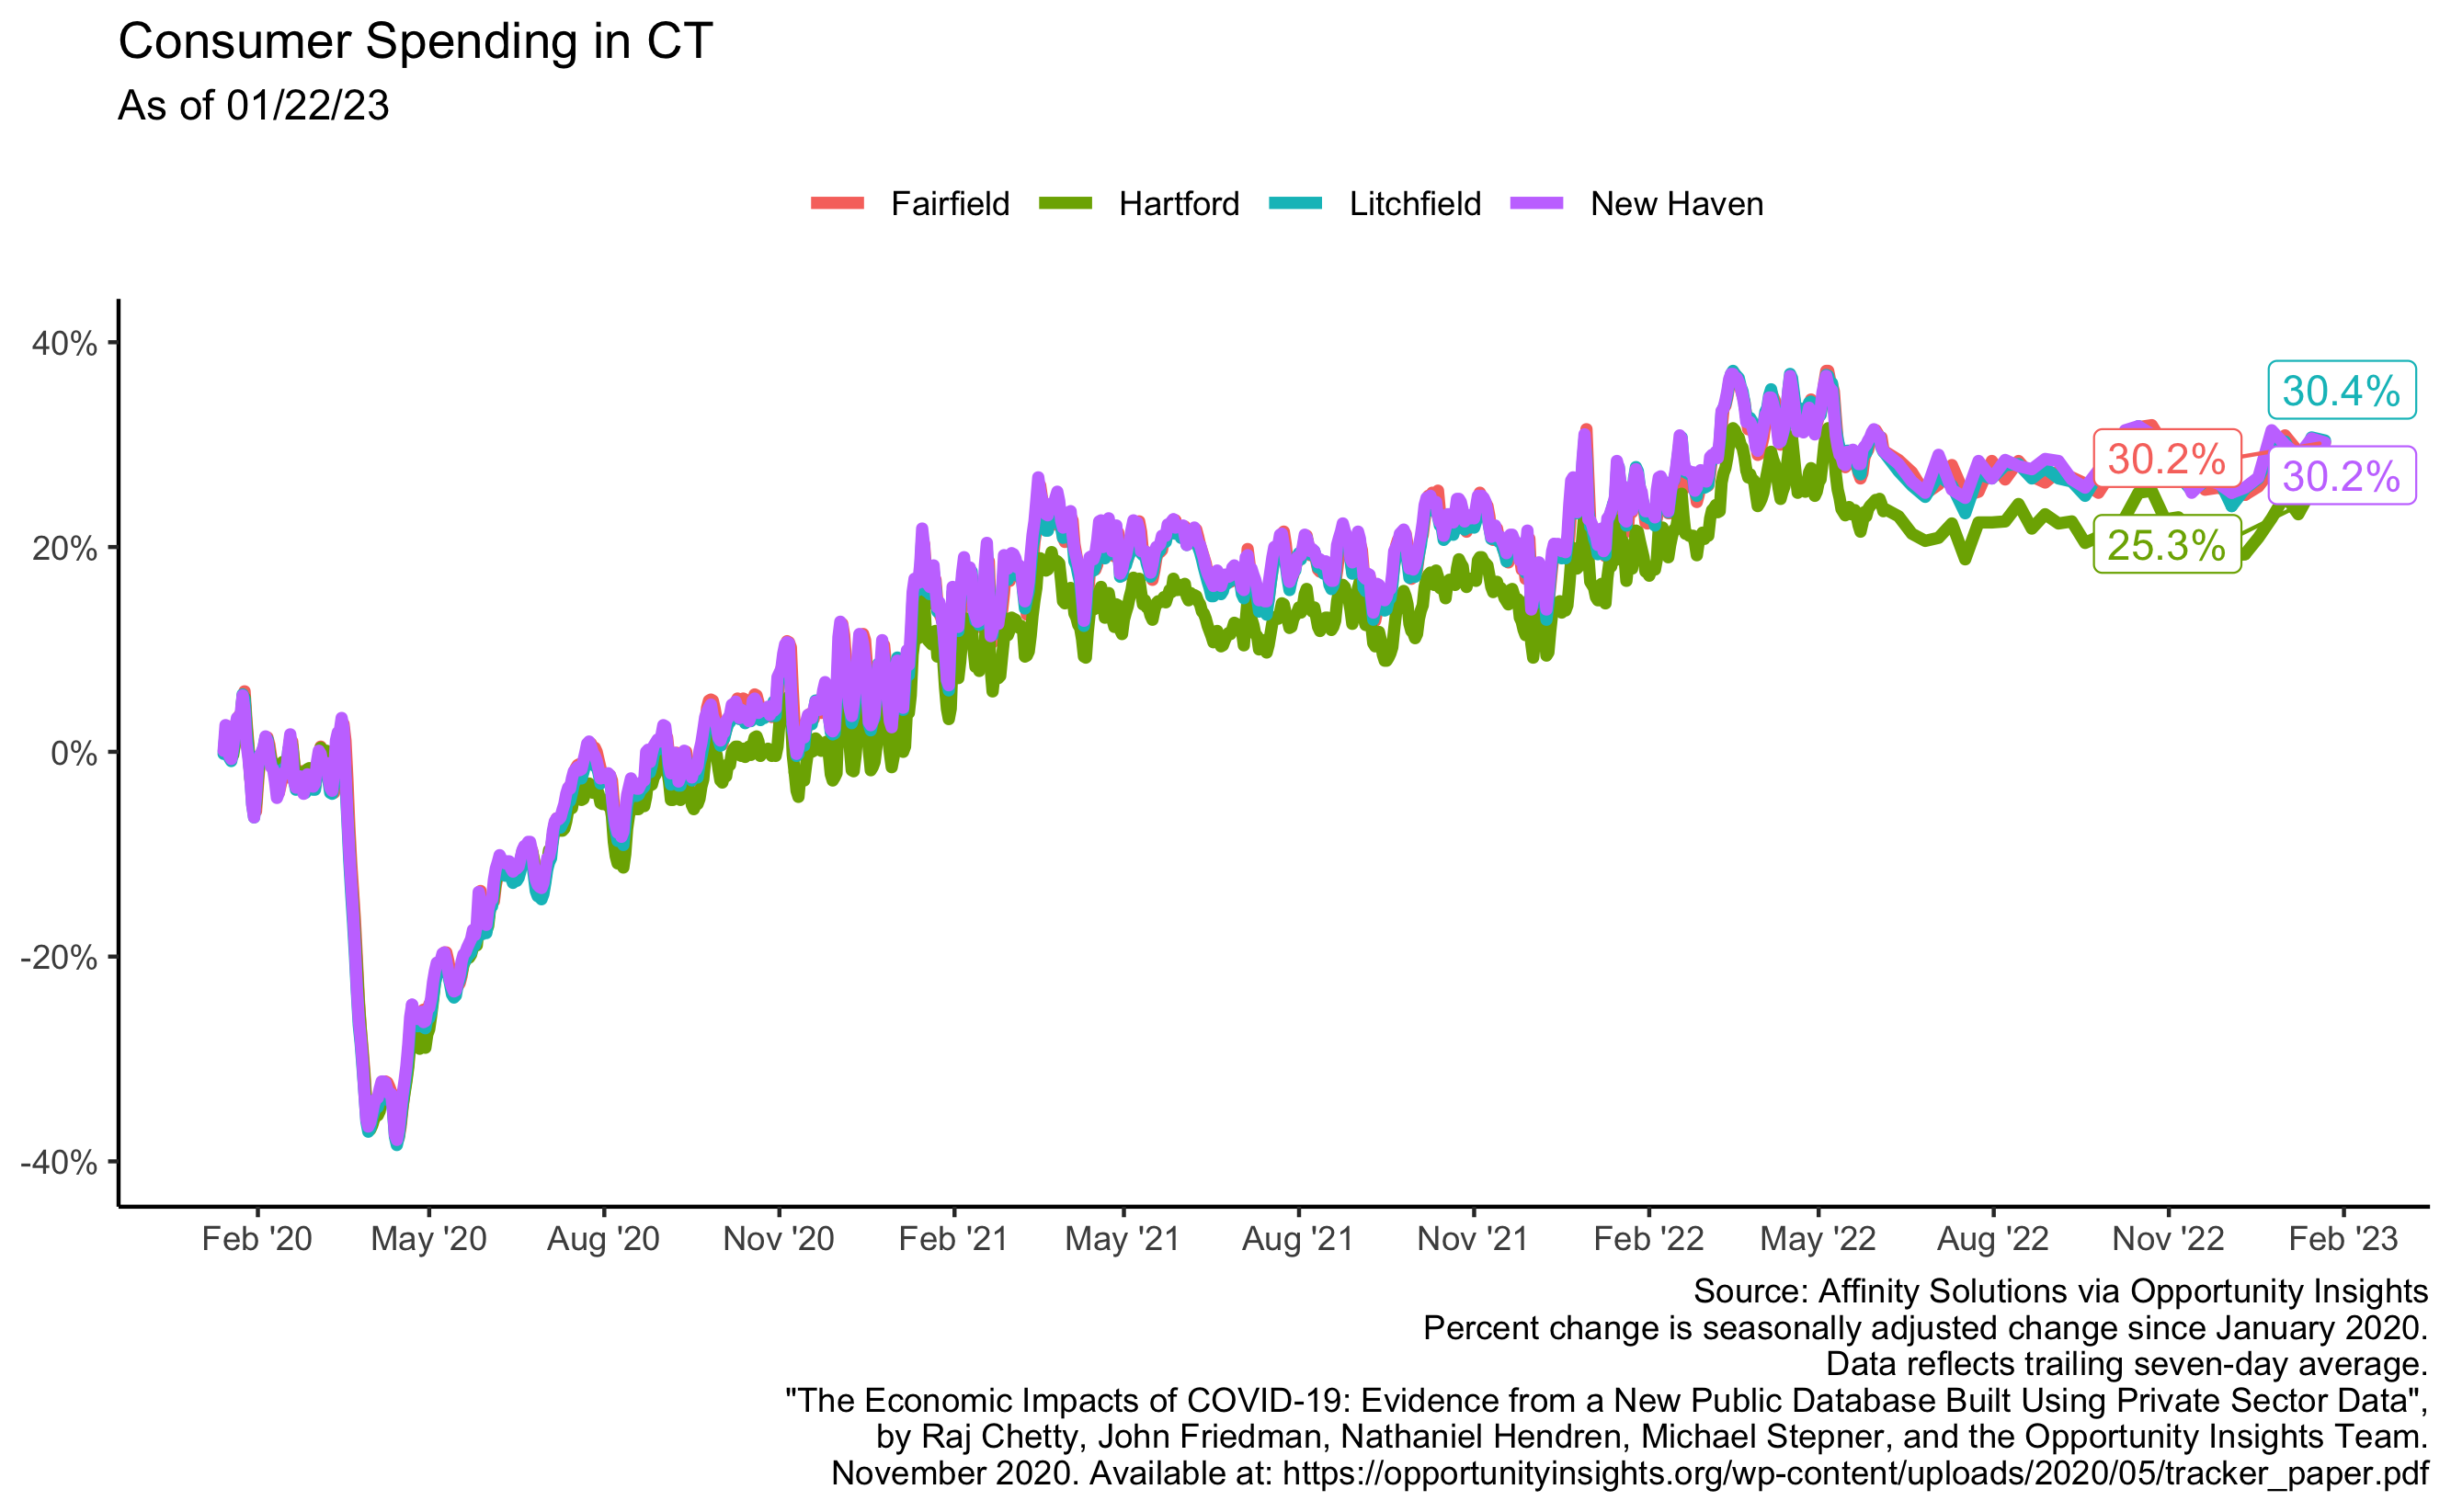 Consumer Spending in CT
As of 01/22/23
Fairfield Hartford Litchfield New Haven
40%
20%
0%
-20%
-40%
30.4%
30.2%
30.2%
25.3%
Feb '20 May '20 Aug '20 Nov '20 Feb '21 May '21 Aug '21 Nov '21 Feb '22 May '22 Aug '22 Nov '22 Feb '23
Source: Affinity Solutions via Opportunity Insights
Percent change is seasonally adjusted change since January 2020.
Data reflects trailing seven-day average.
"The Economic Impacts of COVID-19: Evidence from a New Public Database Built Using Private Sector Data",
by Raj Chetty, John Friedman, Nathaniel Hendren, Michael Stepner, and the Opportunity Insights Team.
November 2020. Available at: https://opportunityinsights.org/wp-content/uploads/2020/05/tracker_paper.pdf